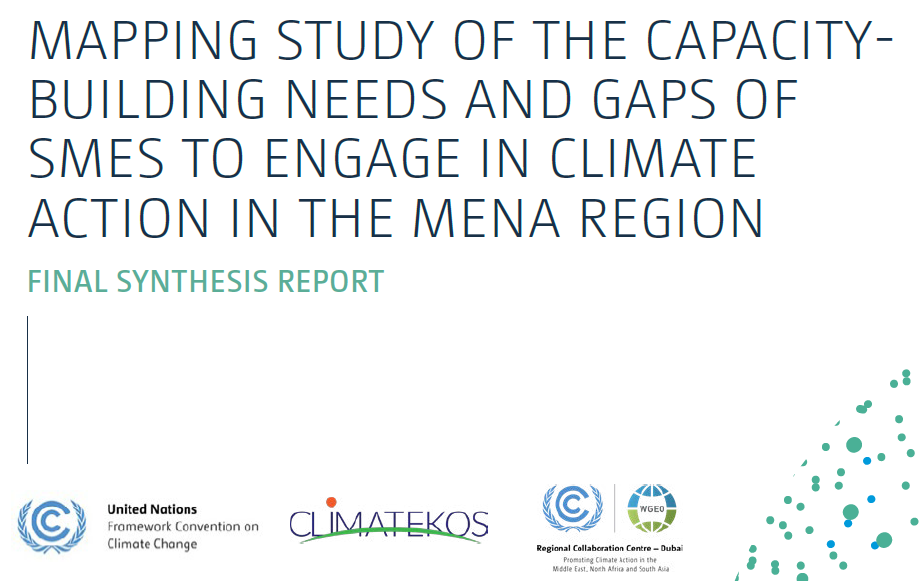 MAPPING STUDY OF THE CAPACITY-
BUILDING NEEDS AND GAPS OF
SMES TO ENGAGE IN CLIMATE
ACTION IN THE MENA REGION
FINAL SYNTHESIS REPORT
United Nations
Framework Convention on
Climate Change
CLIMATEKOS
WGEO
Regional Collaboration Centre – Dubai
Promoting Climate Action in the
Middle East, North Africa and South Asia